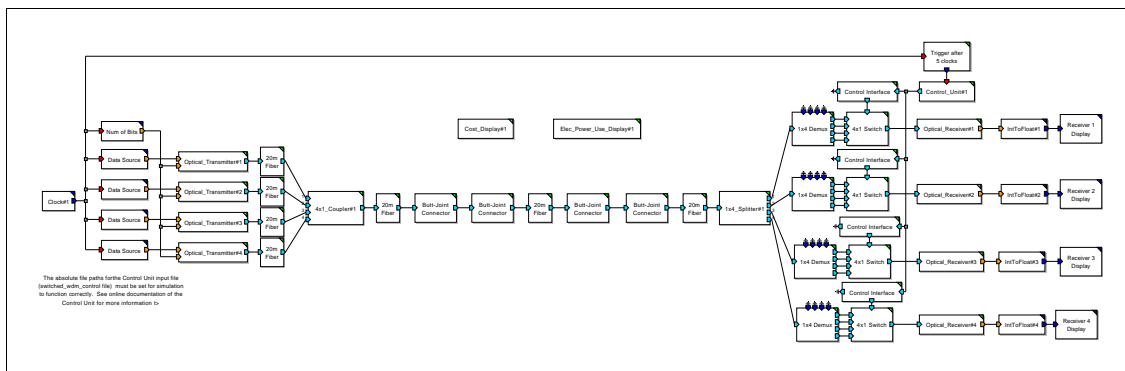 Trigger after
5 clocks
Control Interface
Control_Unit#1
Cost_Display#1
Elec_Power_Use_Display#1
Num of Bits
1x4 Demux
4x1 Switch
Optical_Receiver#1
IntToFloat#1
Receiver 1
Display
Data Source
Optical_Transmitter#1
20m
Fiber
Control Interface
Data Source
Optical_Transmitter#2
20m
Fiber
Clock#1
4x1_Coupler#1
20m
Fiber
Butt-Joint
Connector
Butt-Joint
Connector
20m
Fiber
Butt-Joint
Connector
Butt-Joint
Connector
20m
Fiber
1x4_Splitter#1
1x4 Demux
4x1 Switch
Optical_Receiver#2
IntToFloat#2
Receiver 2
Display
Data Source
Optical_Transmitter#3
20m
Fiber
Control Interface
Data Source
Optical_Transmitter#4
20m
Fiber
1x4 Demux
4x1 Switch
Optical_Receiver#3
IntToFloat#3
Receiver 3
Display
Control Interface
1x4 Demux
4x1 Switch
Optical_Receiver#4
IntToFloat#4
Receiver 4
Display
The absolute file paths forthe Control Unit input file
(switched_wdm_control file) must be set for simulation
to function correctly. See online documentation of the
Control Unit for more information t>